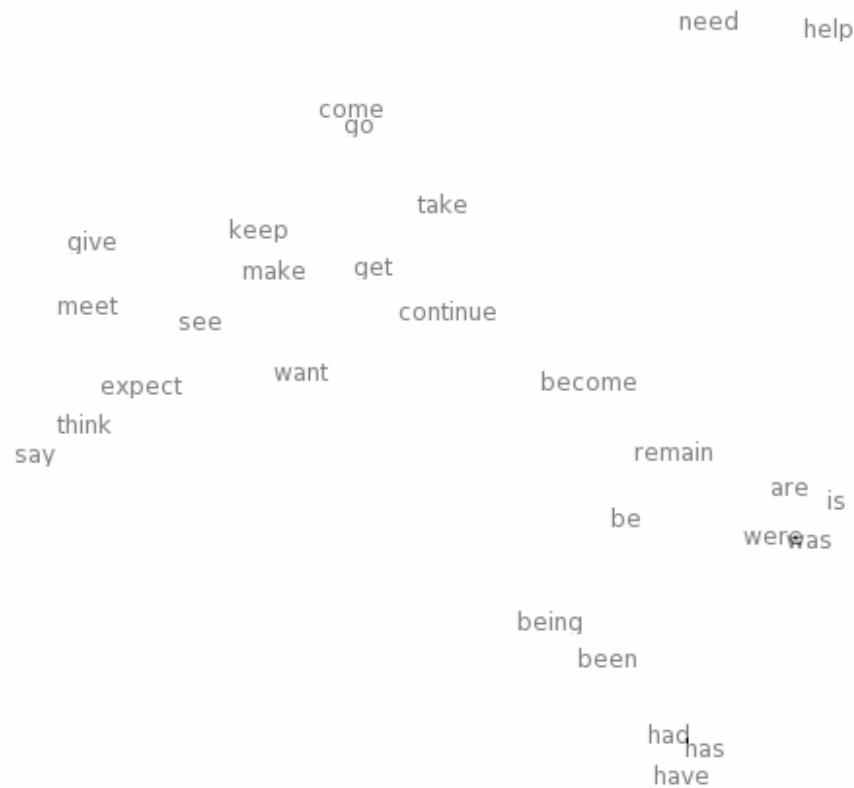 need help
come
go
take
keep
give
make get
meet
continue
see
want
expect become
think
say remain
are
is
be
were was
being
been
had
has
have